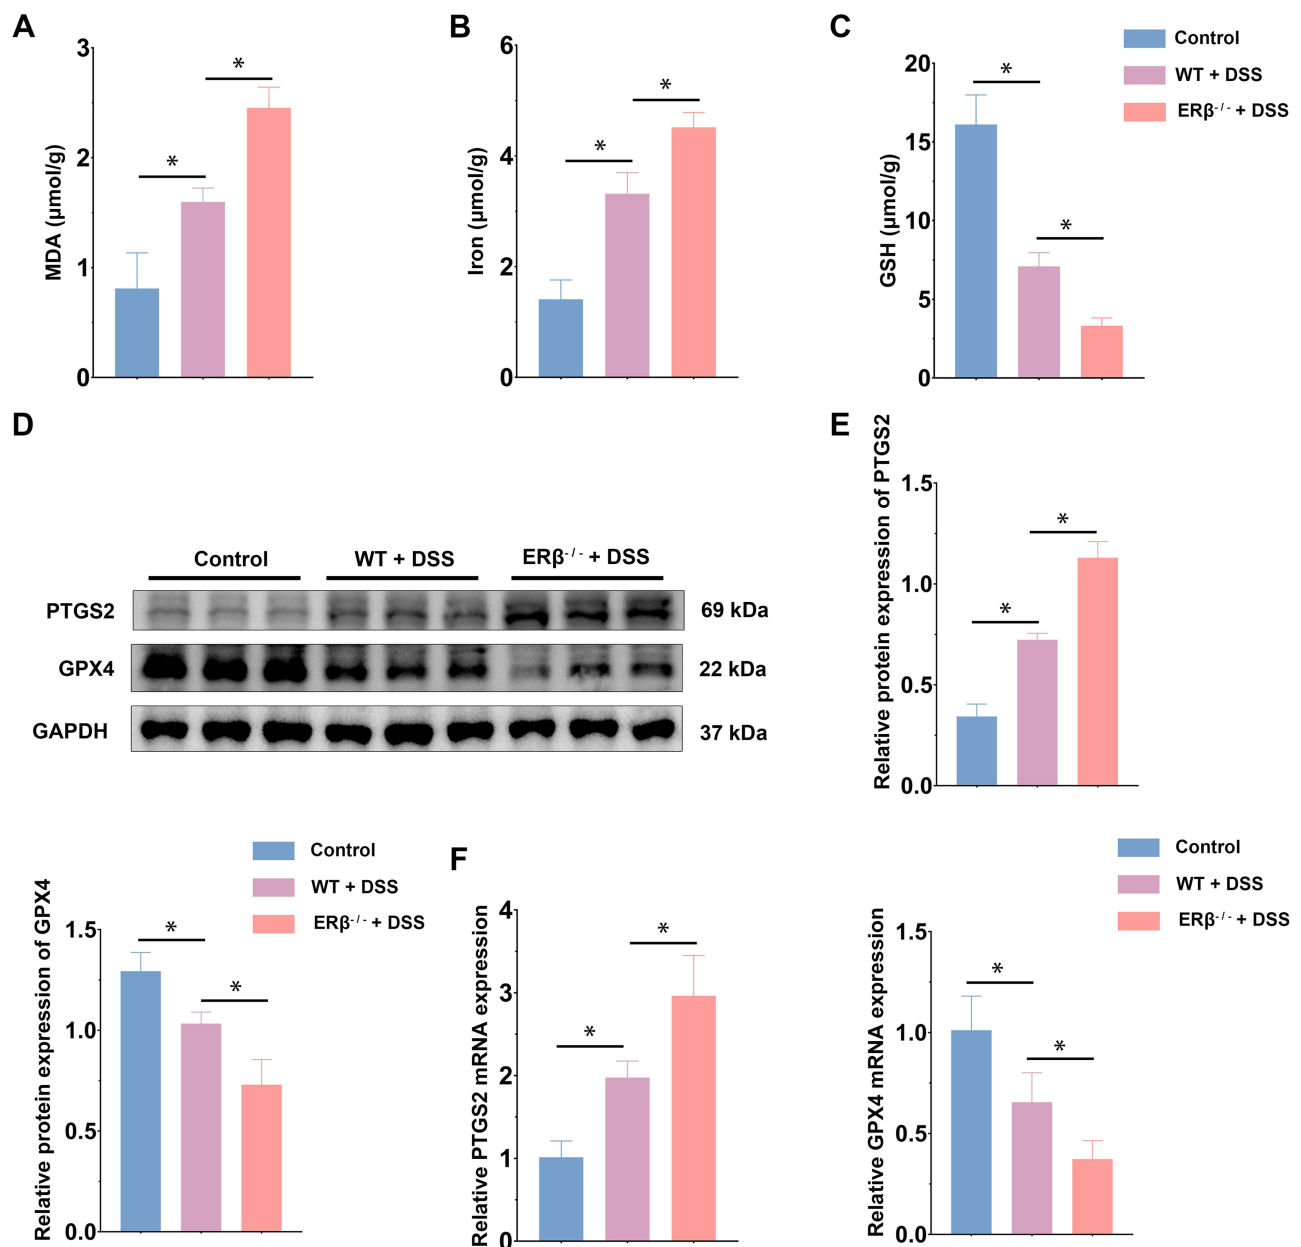 A
MDA (μmol/g)
3
2
1
0
*
*
B
Iron (μmol/g)
6
4
2
0
*
*
C
GSH (μmol/g)
20
15
10
5
0
*
*
Control
WT + DSS
ERβ-/- + DSS
D
Control
WT + DSS
ERβ-/- + DSS
PTGS2
69 kDa
GPX4
22 kDa
GAPDH
37 kDa
E
Relative protein expression of PTGS2
1.5
1.0
0.5
0.0
*
*
Relative protein expression of GPX4
1.5
1.0
0.5
0.0
*
*
Control
WT + DSS
ERβ-/- + DSS
F
Relative PTGS2 mRNA expression
4
3
2
1
0
*
*
Relative GPX4 mRNA expression
1.5
1.0
0.5
0.0
*
*
Control
WT + DSS
ERβ-/- + DSS